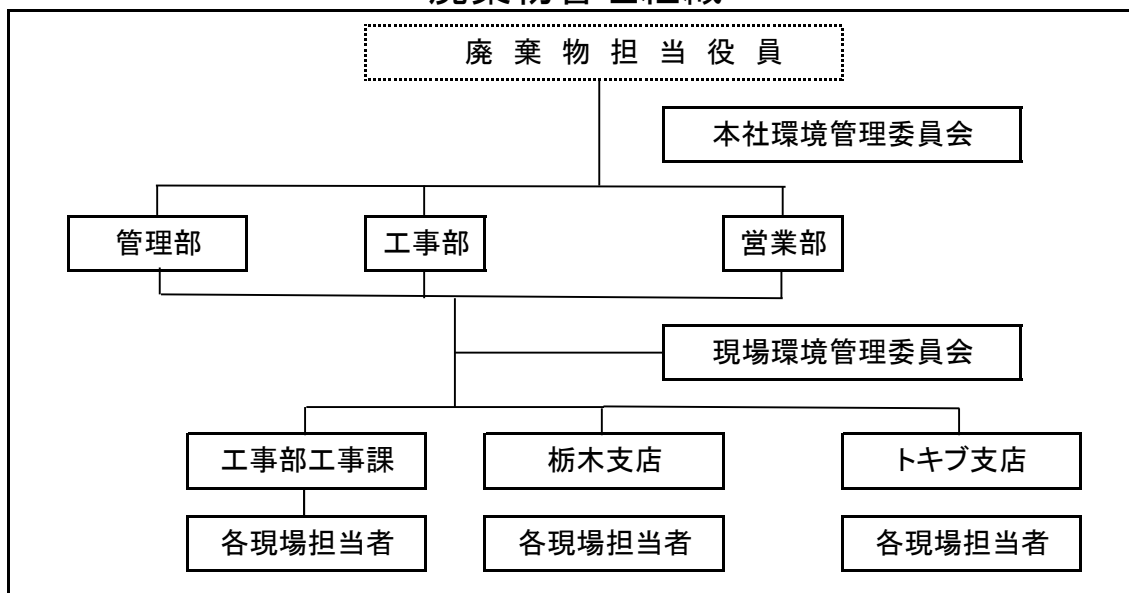 廃棄物担当役員
本社環境管理委員会
管理部
工事部
営業部
現場環境管理委員会
工事部工事課
栃木支店
トキブ支店
各現場担当者
各現場担当者
各現場担当者